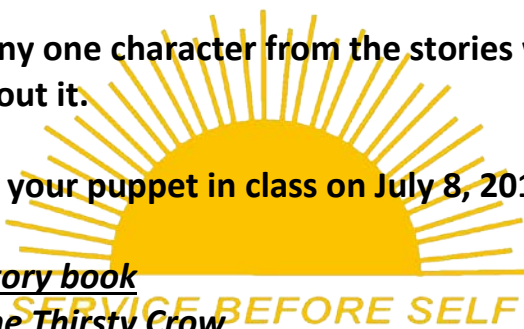 ny one character from the stories
out it.
your puppet in class on July 8, 201
tory book
SERVICE BEFORE SELF
he Thirsty Crow